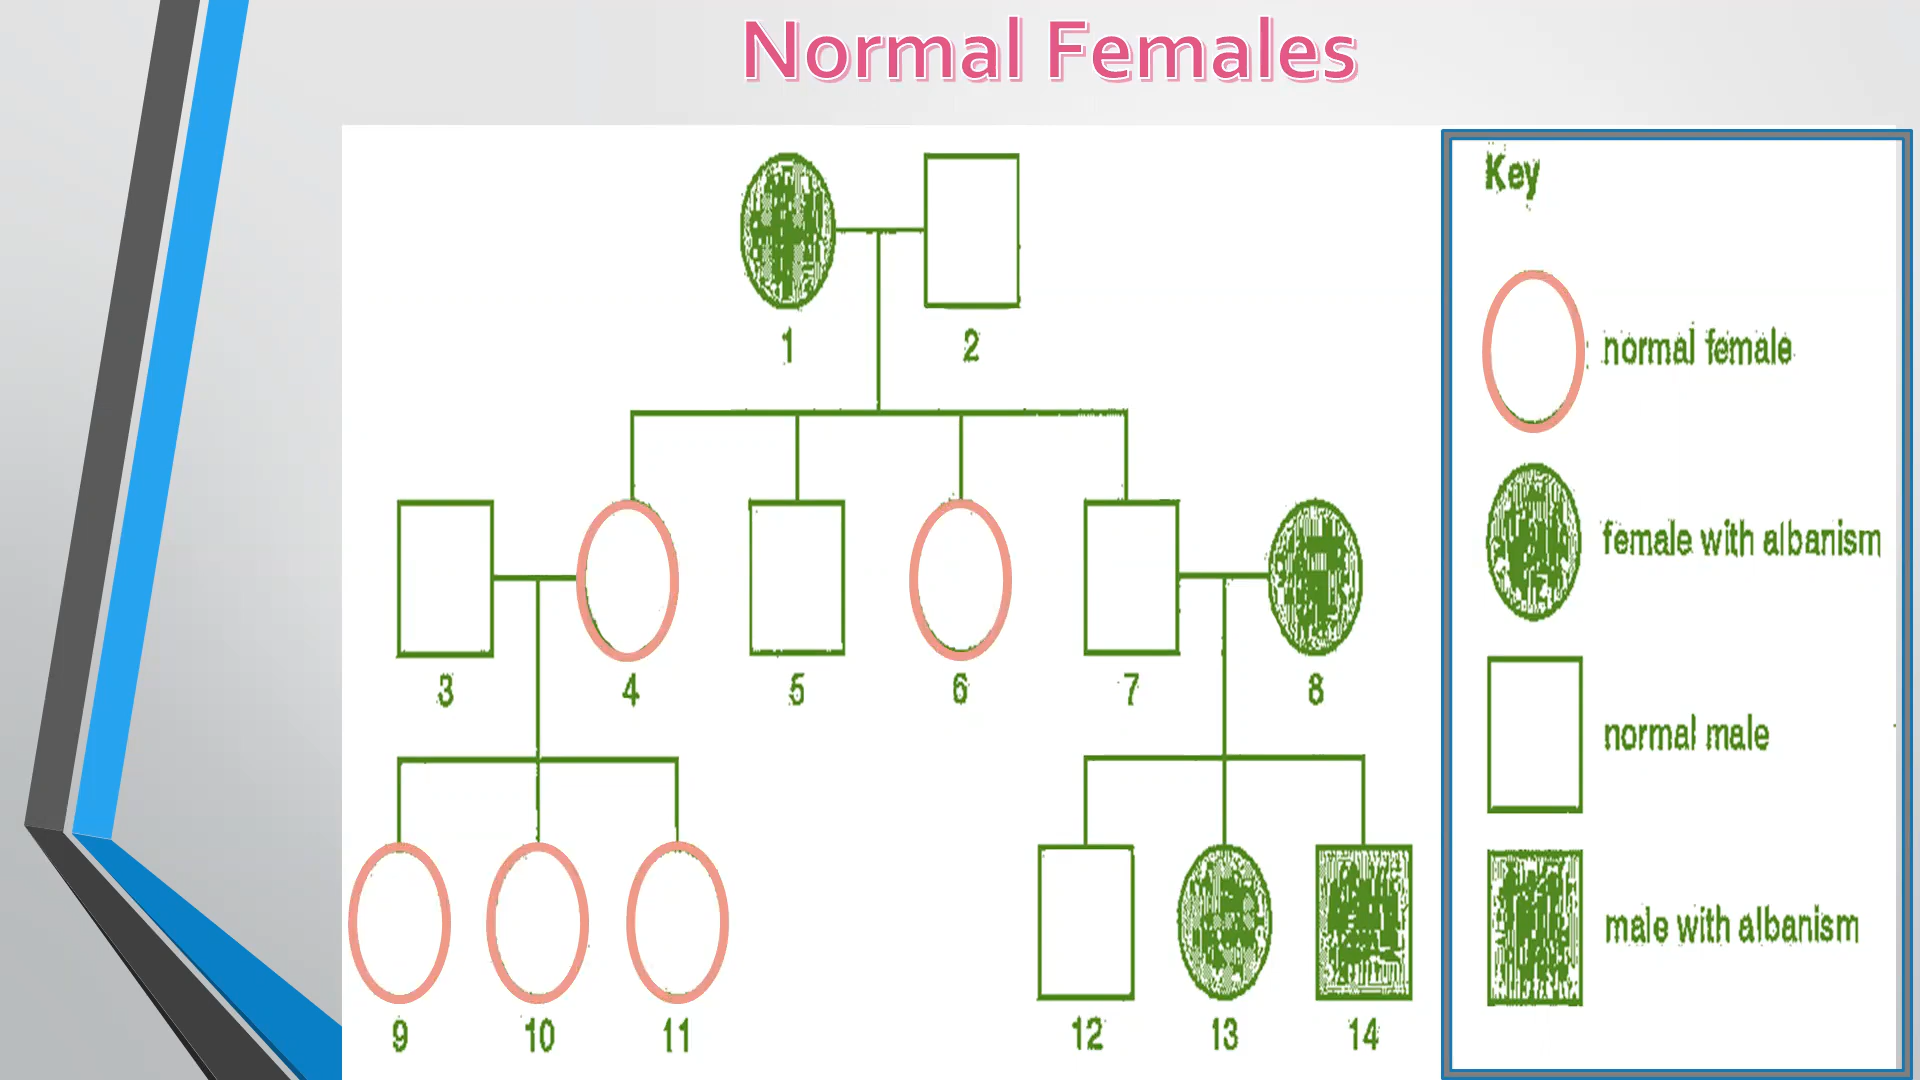 Normal Females
Key
normal female
female with albanism
normal male
male with albanism
1 2
3 4 5 6 7 8
9 10 11 12 13 14